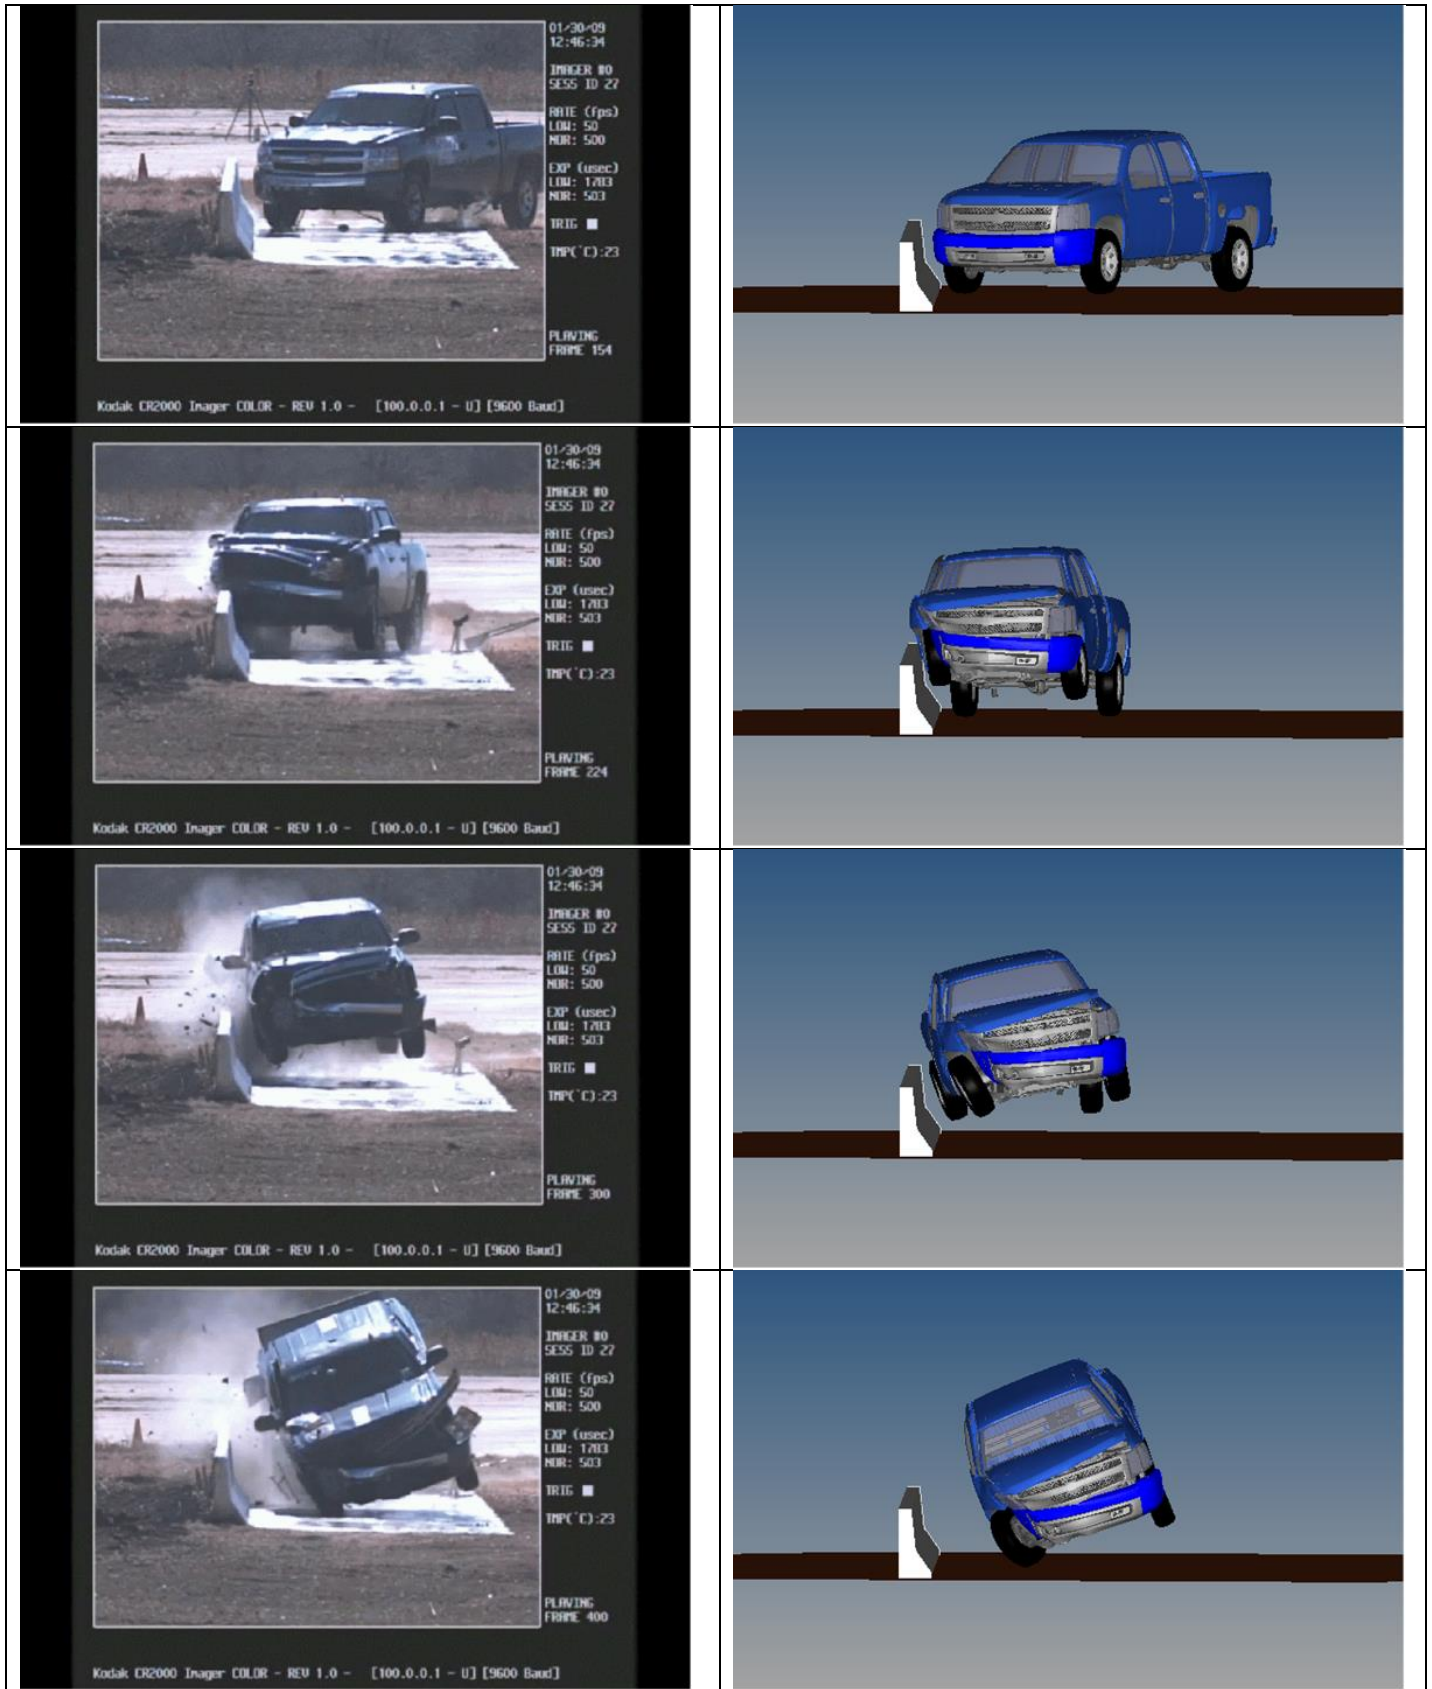 01/30/09
12:46:34
IMAGER #0
SESS ID 27
RATE (fps)
LOW: 50
NOR: 500
EXP (usec)
LOW: 1783
NOR: 503
TRIG
TMP(°C):23
PLAYING
FRAME 154
Kodak CR2000 Imager COLOR - REV 1.0 - [100.0.0.1 - U] [9600 Baud]
01/30/09
12:46:34
IMAGER #0
SESS ID 27
RATE (fps)
LOW: 50
NOR: 500
EXP (usec)
LOW: 1783
NOR: 503
TRIG
TMP(°C):23
PLAYING
FRAME 224
Kodak CR2000 Imager COLOR - REV 1.0 - [100.0.0.1 - U] [9600 Baud]
01/30/09
12:46:34
IMAGER #0
SESS ID 27
RATE (fps)
LOW: 50
NOR: 500
EXP (usec)
LOW: 1783
NOR: 503
TRIG
TMP(°C):23
PLAYING
FRAME 300
Kodak CR2000 Imager COLOR - REV 1.0 - [100.0.0.1 - U] [9600 Baud]
01/30/09
12:46:34
IMAGER #0
SESS ID 27
RATE (fps)
LOW: 50
NOR: 500
EXP (usec)
LOW: 1783
NOR: 503
TRIG
TMP(°C):23
PLAYING
FRAME 400
Kodak CR2000 Imager COLOR - REV 1.0 - [100.0.0.1 - U] [9600 Baud]